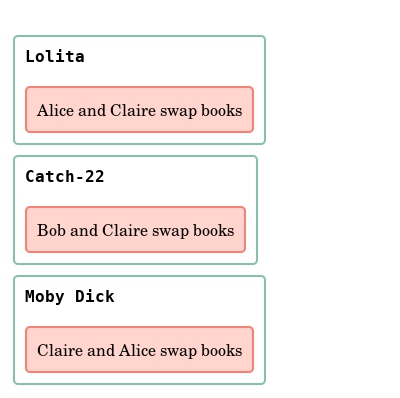 Lolita
Alice and Claire swap books
Catch-22
Bob and Claire swap books
Moby Dick
Claire and Alice swap books